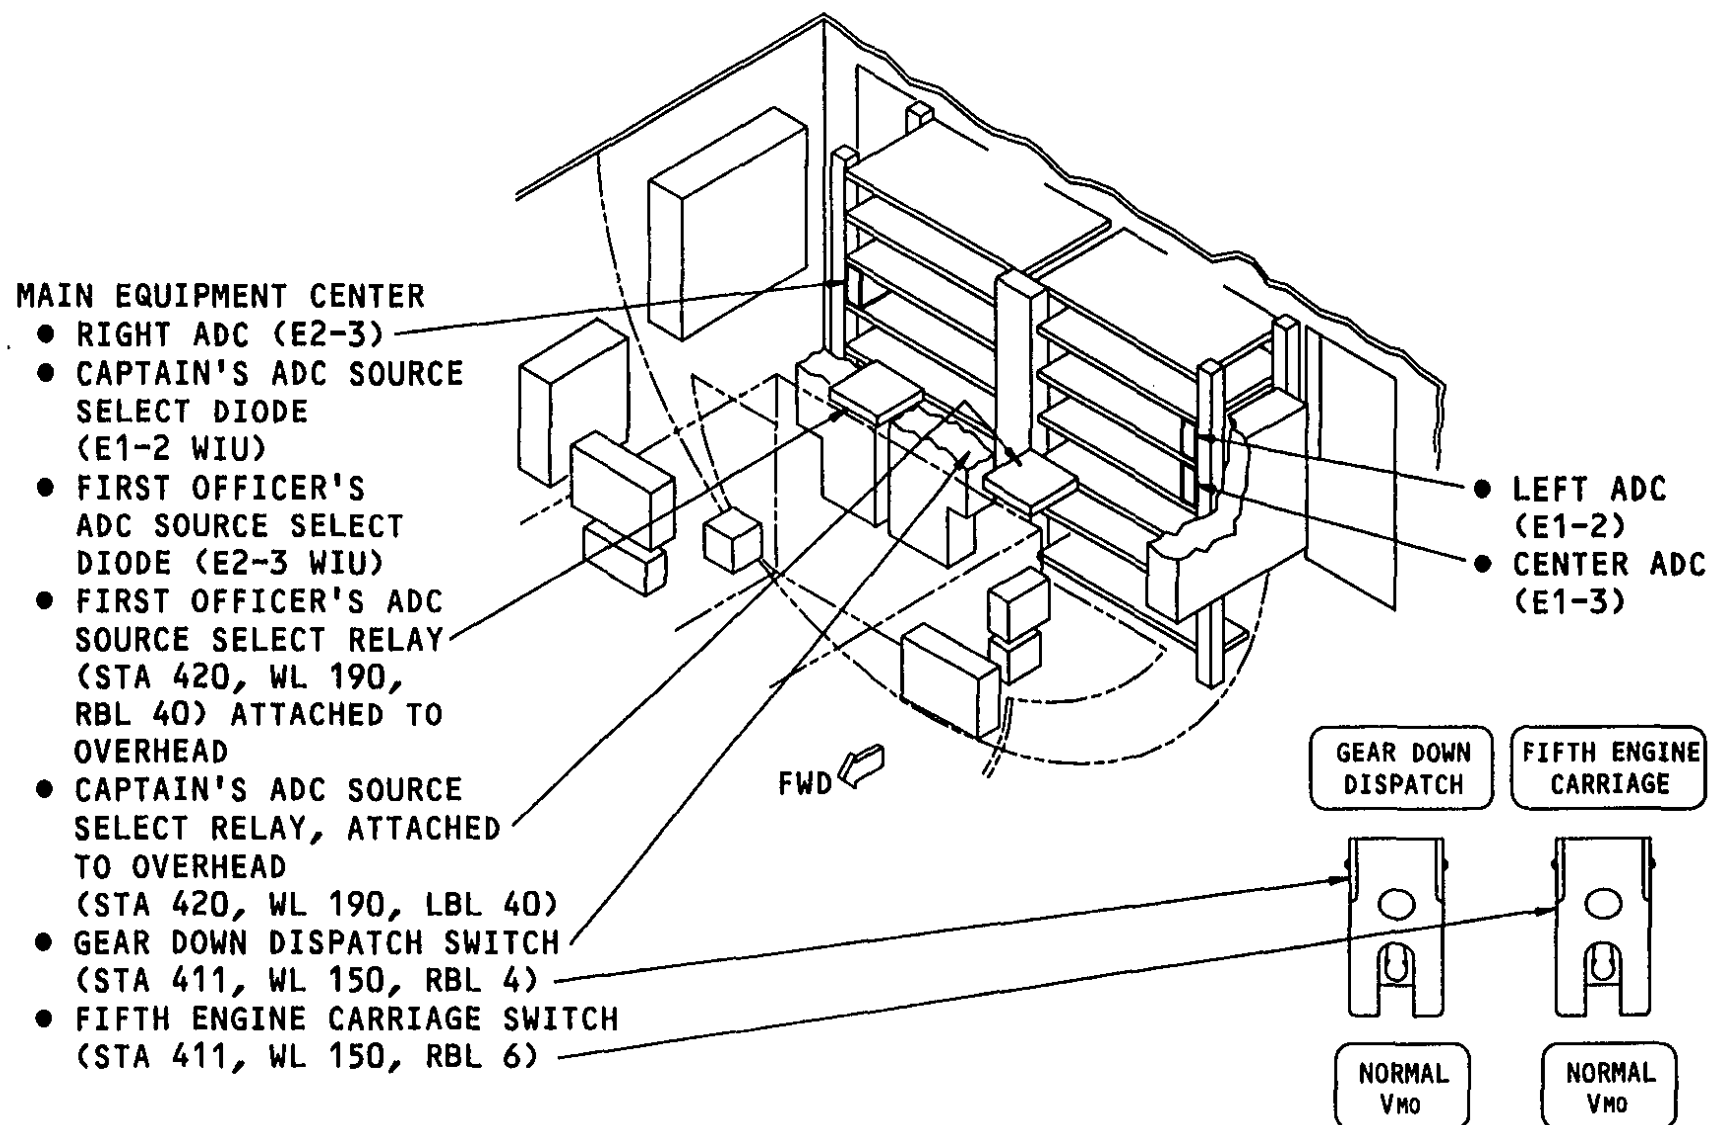 MAIN EQUIPMENT CENTER
● RIGHT ADC (E2-3)
● CAPTAIN'S ADC SOURCE
SELECT DIODE
(E1-2 WIU)
● FIRST OFFICER'S
ADC SOURCE SELECT
DIODE (E2-3 WIU)
● FIRST OFFICER'S ADC
SOURCE SELECT RELAY
(STA 420, WL 190,
RBL 40) ATTACHED TO
OVERHEAD
● CAPTAIN'S ADC SOURCE
SELECT RELAY, ATTACHED
TO OVERHEAD
(STA 420, WL 190, LBL 40)
● GEAR DOWN DISPATCH SWITCH
(STA 411, WL 150, RBL 4)
● FIFTH ENGINE CARRIAGE SWITCH
(STA 411, WL 150, RBL 6)
● LEFT ADC
(E1-2)
● CENTER ADC
(E1-3)
FWD
GEAR DOWN
DISPATCH
FIFTH ENGINE
CARRIAGE
NORMAL
VMO
NORMAL
VMO